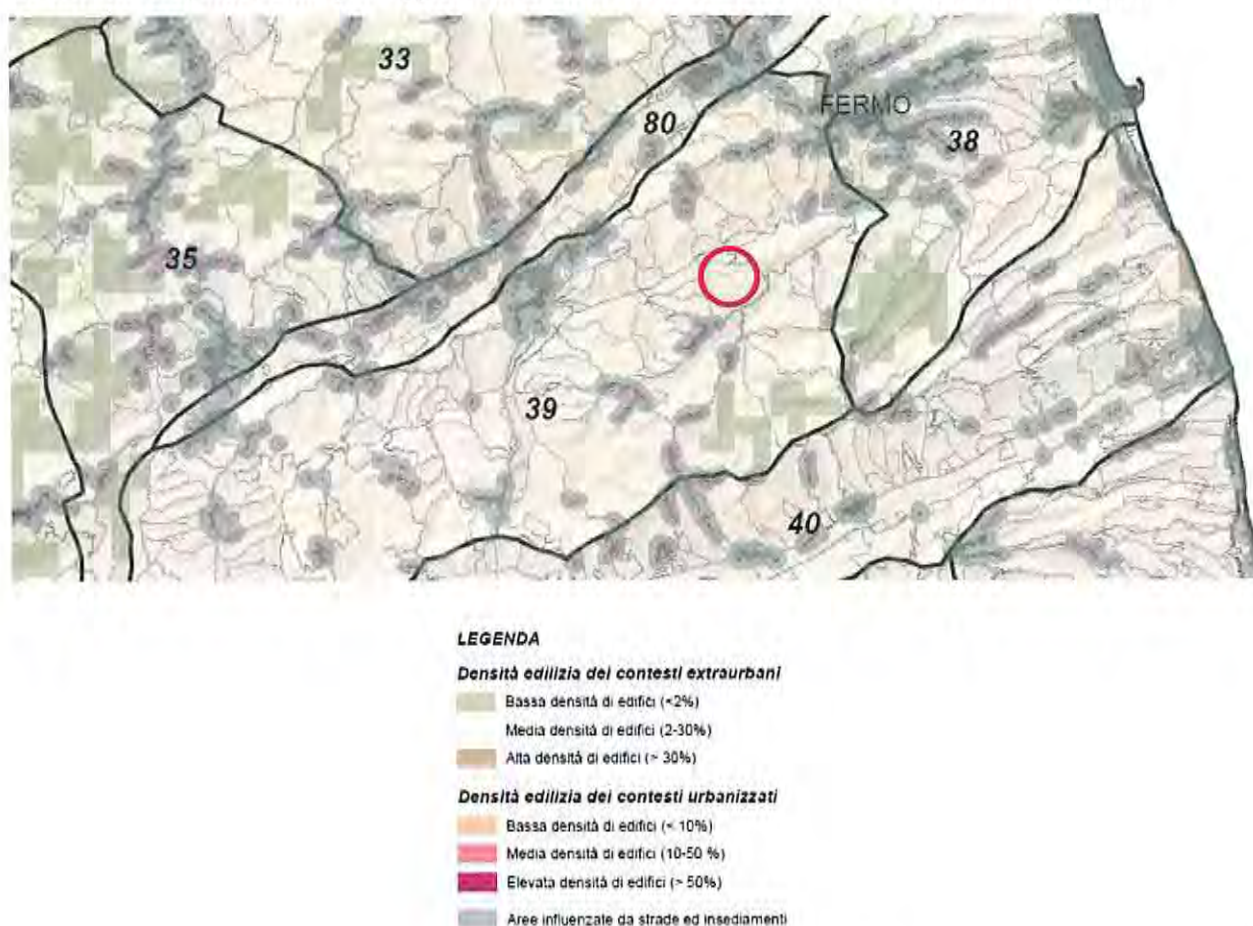 33
80
FERMO
38
35
39
40
LEGENDA
Densità edilizia dei contesti extraurbani
Bassa densità di edifici (<2%)
Media densità di edifici (2-30%)
Alta densità di edifici (> 30%)
Densità edilizia dei contesti urbanizzati
Bassa densità di edifici (< 10%)
Media densità di edifici (10-50 %)
Elevata densità di edifici (> 50%)
Aree influenzate da strade ed insediamenti